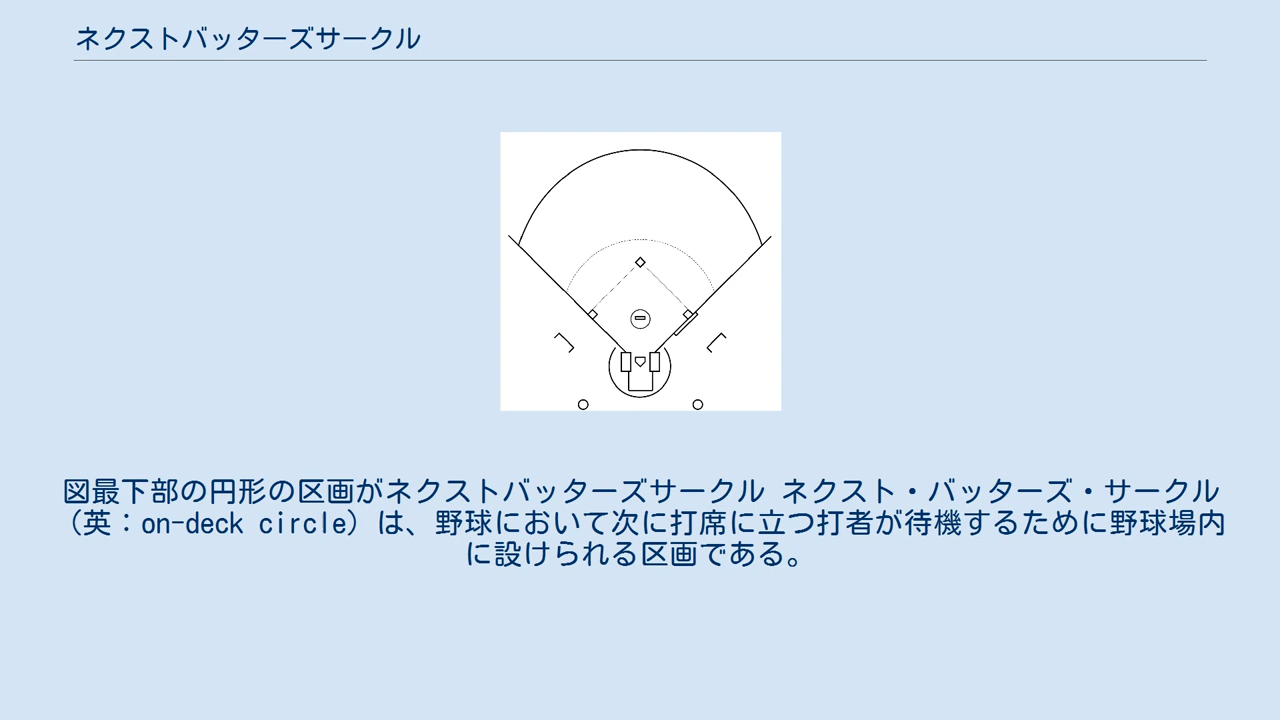 ネクストバッターズサークル
図最下部の円形の区画がネクストバッターズサークル ネクスト・バッターズ・サークル
（英：on-deck circle）は、野球において次に打席に立つ打者が待機するために野球場内
に設けられる区画である。